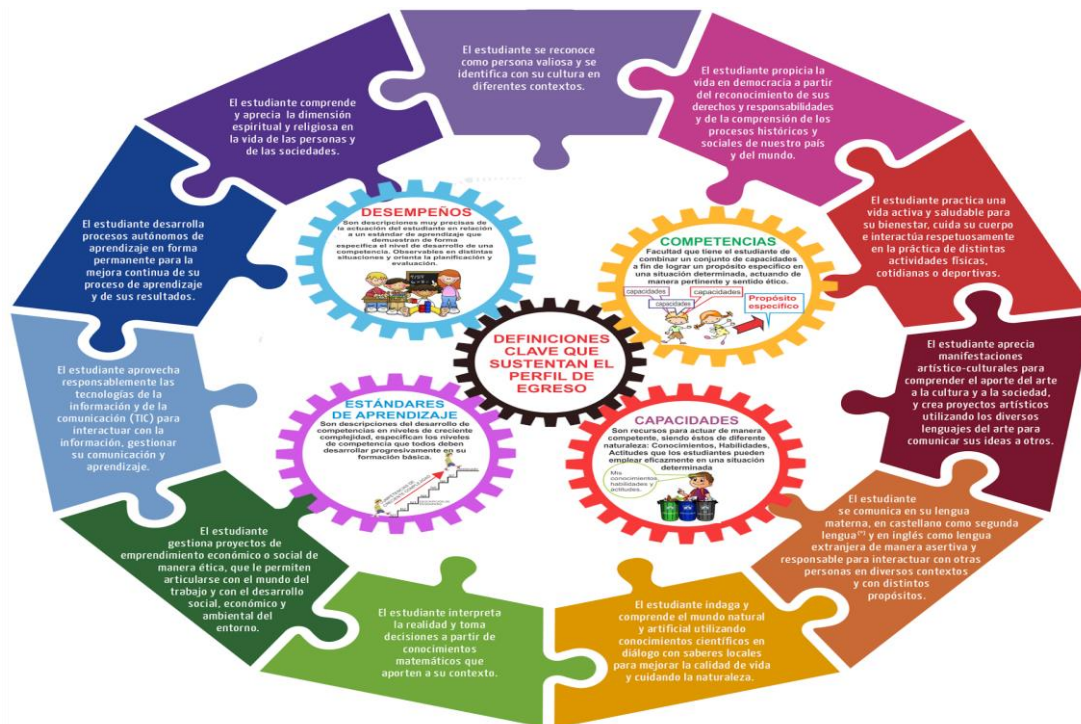 El estudiante se reconoce
como persona valiosa y se
identifica con su cultura en
diferentes contextos.
El estudiante propicia la
vida en democracia a partir
del reconocimiento de sus
derechos y responsabilidades
y de la comprensión de los
procesos históricos y
sociales de nuestro país
y del mundo.
El estudiante practica una
vida activa y saludable para
su bienestar, cuida su cuerpo
e interactúa respetuosamente
en la práctica de distintas
actividades físicas,
cotidianas o deportivas.
El estudiante aprecia
manifestaciones
artístico-culturales para
comprender el aporte del arte
a la cultura y a la sociedad,
y crea proyectos artísticos
utilizando los diversos
lenguajes del arte para
comunicar sus ideas a otros.
El estudiante
se comunica en su lengua
materna, en castellano como segunda
lengua(*) y en inglés como lengua
extranjera de manera asertiva y
responsable para interactuar con otras
personas en diversos contextos
y con distintos
propósitos.
El estudiante indaga y
comprende el mundo natural
y artificial utilizando
conocimientos científicos en
diálogo con saberes locales
para mejorar la calidad de vida
y cuidando la naturaleza.
El estudiante interpreta
la realidad y toma
decisiones a partir de
conocimientos
matemáticos que
aporten a su contexto.
El estudiante
gestiona proyectos de
emprendimiento económico o social de
manera ética, que le permiten
articularse con el mundo del
trabajo y con el desarrollo
social, económico y
ambiental del
entorno.
El estudiante aprovecha
responsablemente las
tecnologías de la
información y de la
comunicación (TIC) para
interactuar con la
información, gestionar
su comunicación y
aprendizaje.
El estudiante desarrolla
procesos autónomos de
aprendizaje en forma
permanente para la
mejora continua de su
proceso de aprendizaje
y de sus resultados.
El estudiante comprende
y aprecia la dimensión
espiritual y religiosa en
la vida de las personas y
de las sociedades.
DESEMPEÑOS
Son descripciones muy precisas de
la actuación del estudiante en relación
a un estándar de aprendizaje que
demuestran de forma
especifica el nivel de desarrollo de una
competencia. Observables en distintas
situaciones y orienta la planificación y
evaluación.
COMPETENCIAS
Facultad que tiene el estudiante de
combinar un conjunto de capacidades
a fin de lograr un propósito específico en
una situación determinada, actuando de
manera pertinente y sentido ético.
capacidades
capacidades
capacidades
Propósito
específico
DEFINICIONES
CLAVE QUE
SUSTENTAN EL
PERFIL DE
EGRESO
ESTÁNDARES
DE APRENDIZAJE
Son descripciones del desarrollo de
competencias en niveles de creciente
complejidad, especifican los niveles
de competencia que todos deben
desarrollar progresivamente en su
formación básica.
CAPACIDADES
Son recursos para actuar de manera
competente, siendo éstos de diferente
naturaleza: Conocimientos, Habilidades,
Actitudes que los estudiantes pueden
emplear eficazmente en una situación
determinada
Mis
conocimientos
habilidades y
actitudes.